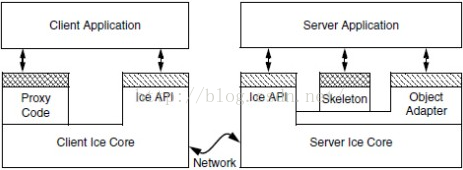 Client Application
Server Application
Proxy
Code
Ice API
Ice API
Skeleton
Object
Adapter
Client Ice Core
Network
Server Ice Core